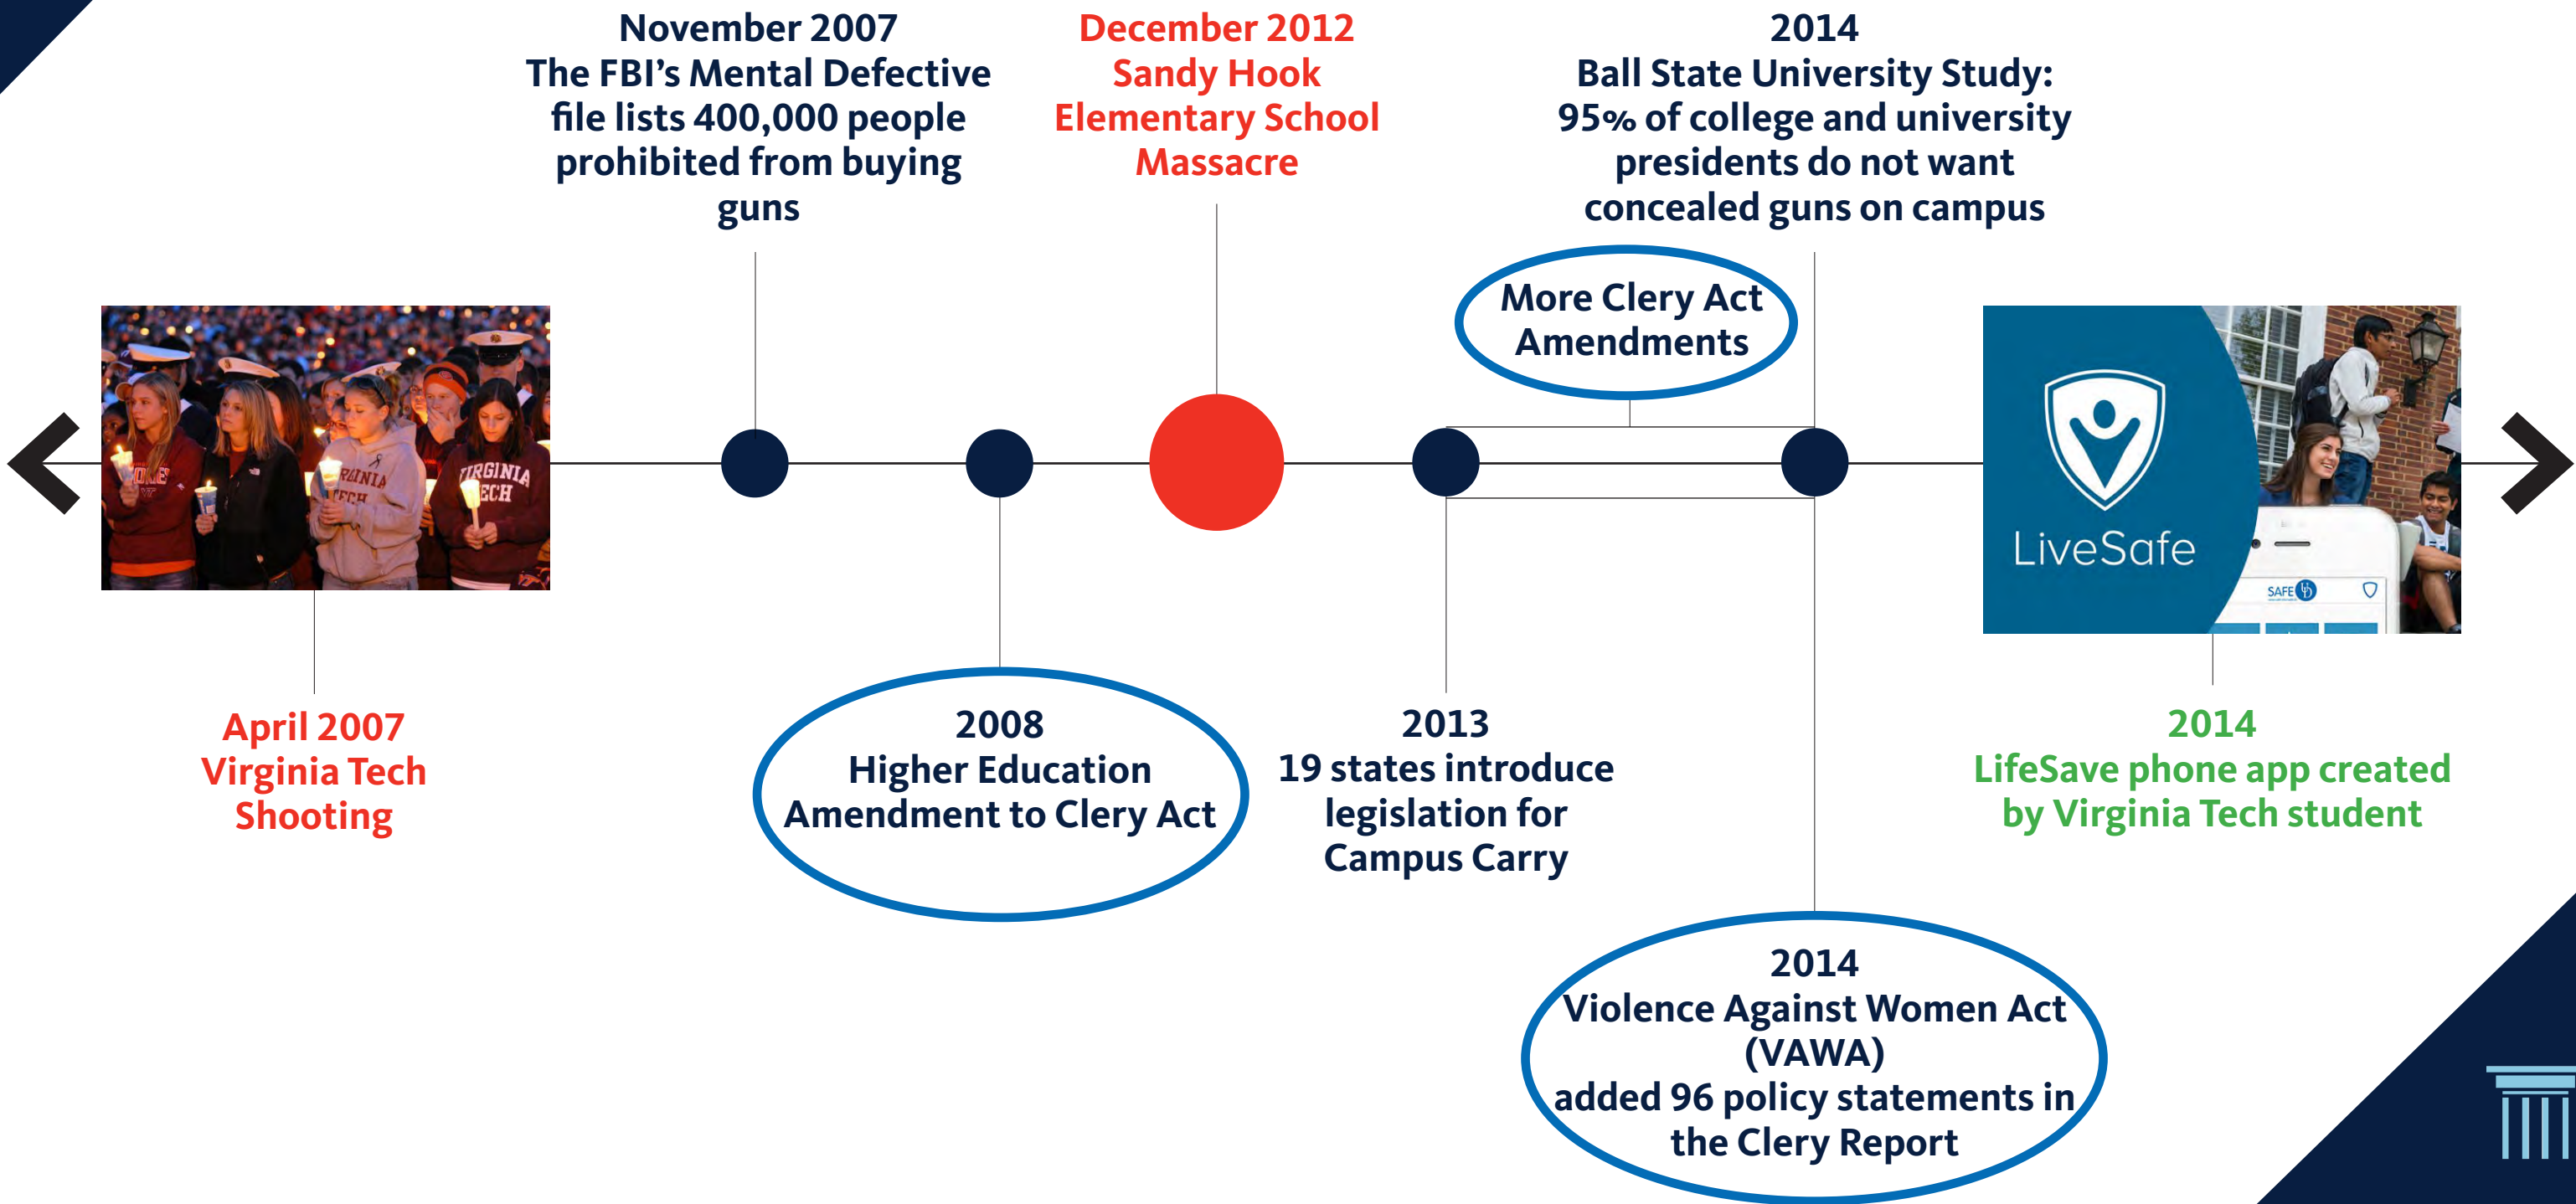 November 2007
The FBI’s Mental Defective
file lists 400,000 people
prohibited from buying
guns
December 2012
Sandy Hook
Elementary School
Massacre
2014
Ball State University Study:
95% of college and university
presidents do not want
concealed guns on campus
More Clery Act
Amendments
VIRGINIA
TECH
LiveSafe
SAFE UD
April 2007
Virginia Tech
Shooting
2008
Higher Education
Amendment to Clery Act
2013
19 states introduce
legislation for
Campus Carry
2014
LifeSave phone app created
by Virginia Tech student
2014
Violence Against Women Act
(VAWA)
added 96 policy statements in
the Clery Report